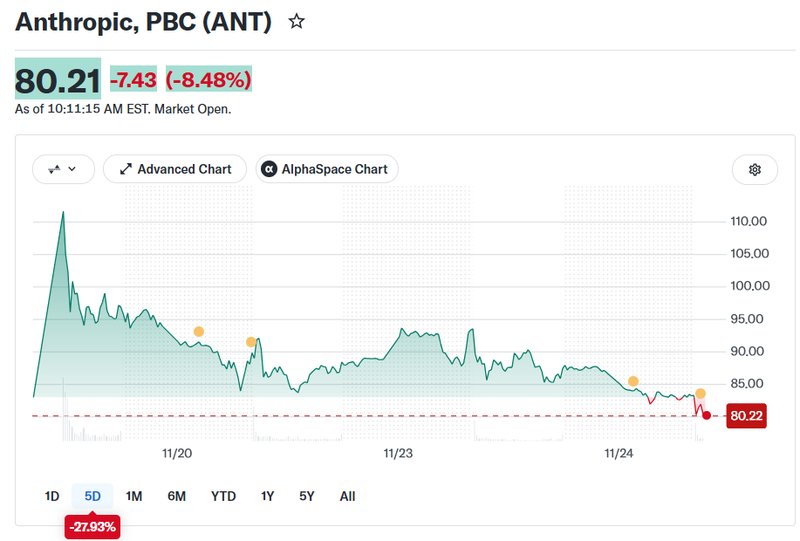 Anthropic, PBC (ANT)
80.21 -7.43 (-8.48%)
As of 10:11:15 AM EST. Market Open.
Advanced Chart
AlphaSpace Chart
110.00
105.00
100.00
95.00
90.00
85.00
80.22
11/20 11/23 11/24
1D 5D 1M 6M YTD 1Y 5Y All
-27.93%